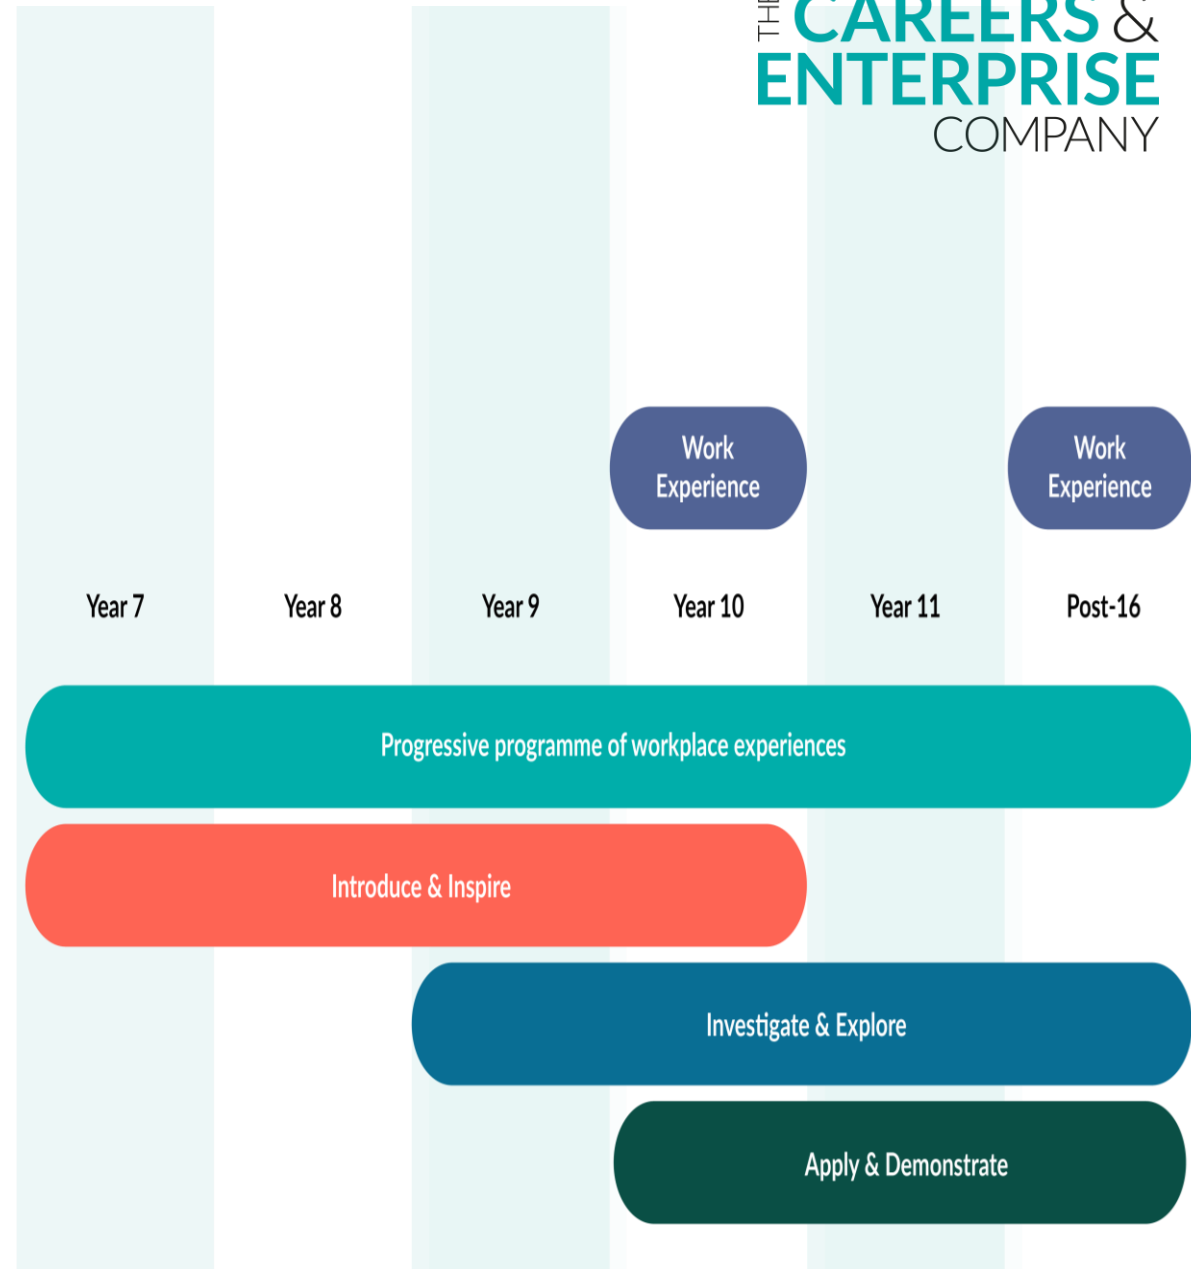 THE CAREERS &
ENTERPRISE
COMPANY
Work
Experience
Work
Experience
Year 7
Year 8
Year 9
Year 10
Year 11
Post-16
Progressive programme of workplace experiences
Introduce & Inspire
Investigate & Explore
Apply & Demonstrate